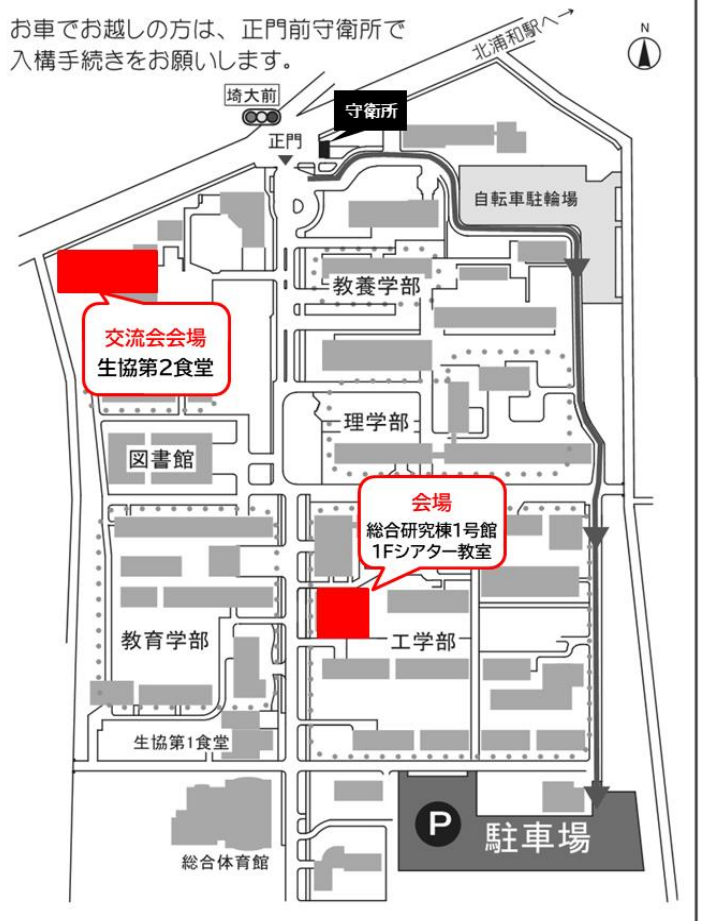 お車でお越しの方は、正門前守衛所で
入構手続きをお願いします。
北浦和駅へ→
N
埼大前
守衛所
正門
自転車駐輪場
教養学部
交流会会場
生協第2食堂
理学部
図書館
会場
総合研究棟1号館
1Fシアター教室
教育学部
工学部
生協第1食堂
P
駐車場
総合体育館